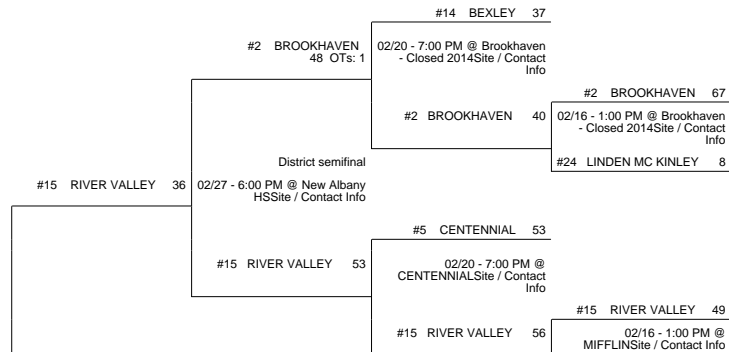 #14 BEXLEY 37
#2 BROOKHAVEN
48 OTs: 1
02/20 - 7:00 PM @ Brookhaven
- Closed 2014Site / Contact
Info
#2 BROOKHAVEN 67
#2 BROOKHAVEN 40
02/16 - 1:00 PM @ Brookhaven
- Closed 2014Site / Contact
Info
District semifinal
#24 LINDEN MC KINLEY 8
#15 RIVER VALLEY 36
02/27 - 6:00 PM @ New Albany
HSSite / Contact Info
#5 CENTENNIAL 53
#15 RIVER VALLEY 53
02/20 - 7:00 PM @
CENTENNIALSite / Contact
Info
#15 RIVER VALLEY 49
#15 RIVER VALLEY 56
02/16 - 1:00 PM @
MIFFLINSite / Contact Info